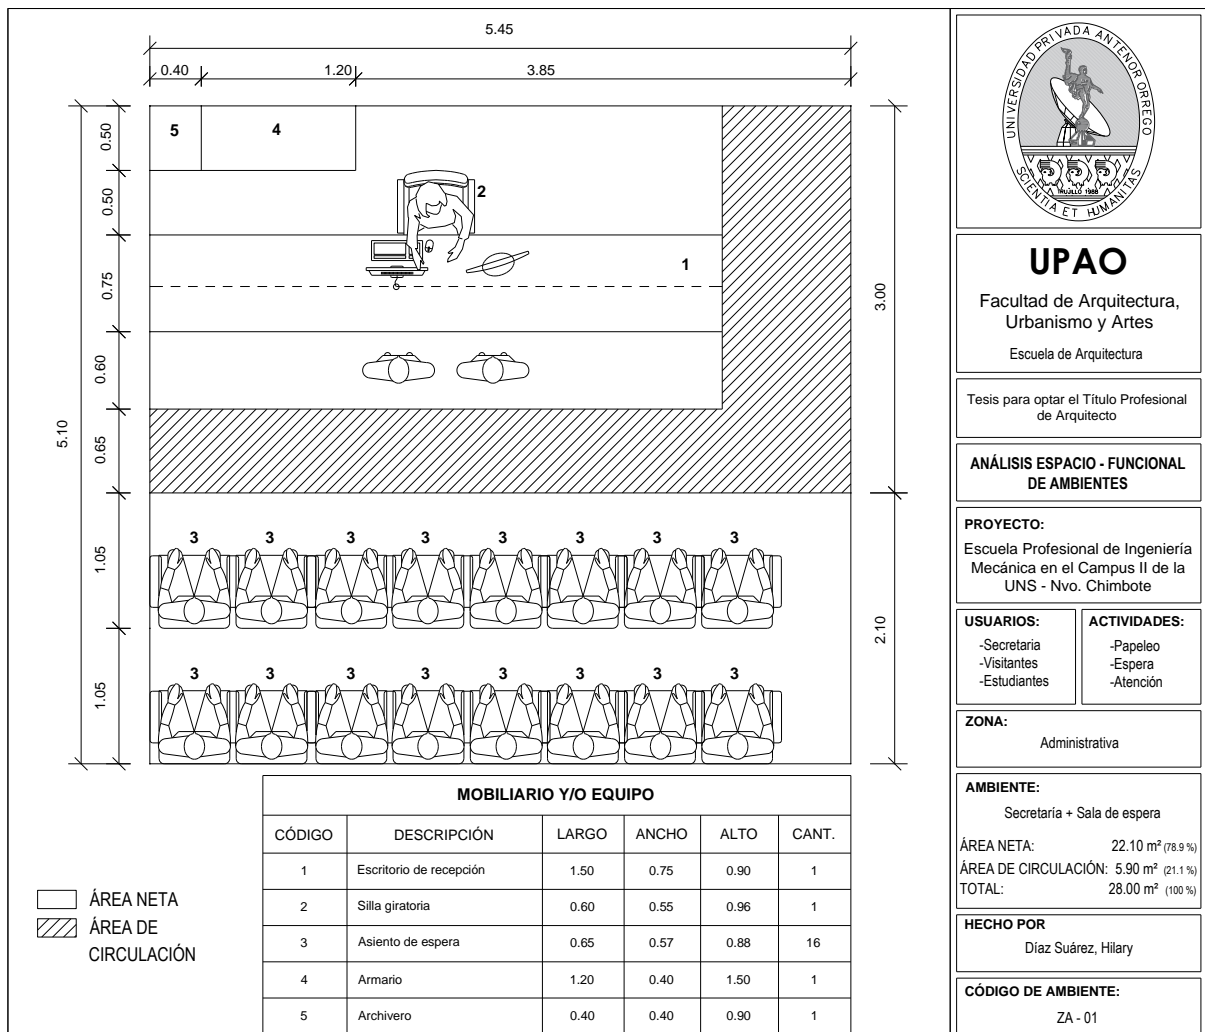 5.45
0.40
1.20
3.85
0.50
0.50
0.75
0.60
0.65
1.05
1.05
5.10
3.00
2.10
5
4
2
1
3 3 3 3 3 3 3 3
3 3 3 3 3 3 3 3
ÁREA NETA
ÁREA DE
CIRCULACIÓN
MOBILIARIO Y/O EQUIPO
CÓDIGO DESCRIPCIÓN LARGO ANCHO ALTO CANT.
1 Escritorio de recepción 1.50 0.75 0.90 1
2 Silla giratoria 0.60 0.55 0.96 1
3 Asiento de espera 0.65 0.57 0.88 16
4 Armario 1.20 0.40 1.50 1
5 Archivero 0.40 0.40 0.90 1
UNIVERSIDAD PRIVADA ANTENOR ORREGO
TRUJILLO 1988
SCIENTIA ET HUMANITAS
UPAO
Facultad de Arquitectura,
Urbanismo y Artes
Escuela de Arquitectura
Tesis para optar el Título Profesional
de Arquitecto
ANÁLISIS ESPACIO - FUNCIONAL
DE AMBIENTES
PROYECTO:
Escuela Profesional de Ingeniería
Mecánica en el Campus II de la
UNS - Nvo. Chimbote
USUARIOS:
-Secretaria
-Visitantes
-Estudiantes
ACTIVIDADES:
-Papeleo
-Espera
-Atención
ZONA:
Administrativa
AMBIENTE:
Secretaría + Sala de espera
ÁREA NETA: 22.10 m² (78.9 %)
ÁREA DE CIRCULACIÓN: 5.90 m² (21.1 %)
TOTAL: 28.00 m² (100 %)
HECHO POR
Díaz Suárez, Hilary
CÓDIGO DE AMBIENTE:
ZA - 01